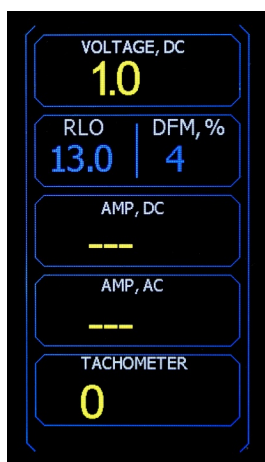 VOLTAGE, DC
1.0
RLO DFM, %
13.0 4
AMP, DC
---
AMP, AC
---
TACHOMETER
0